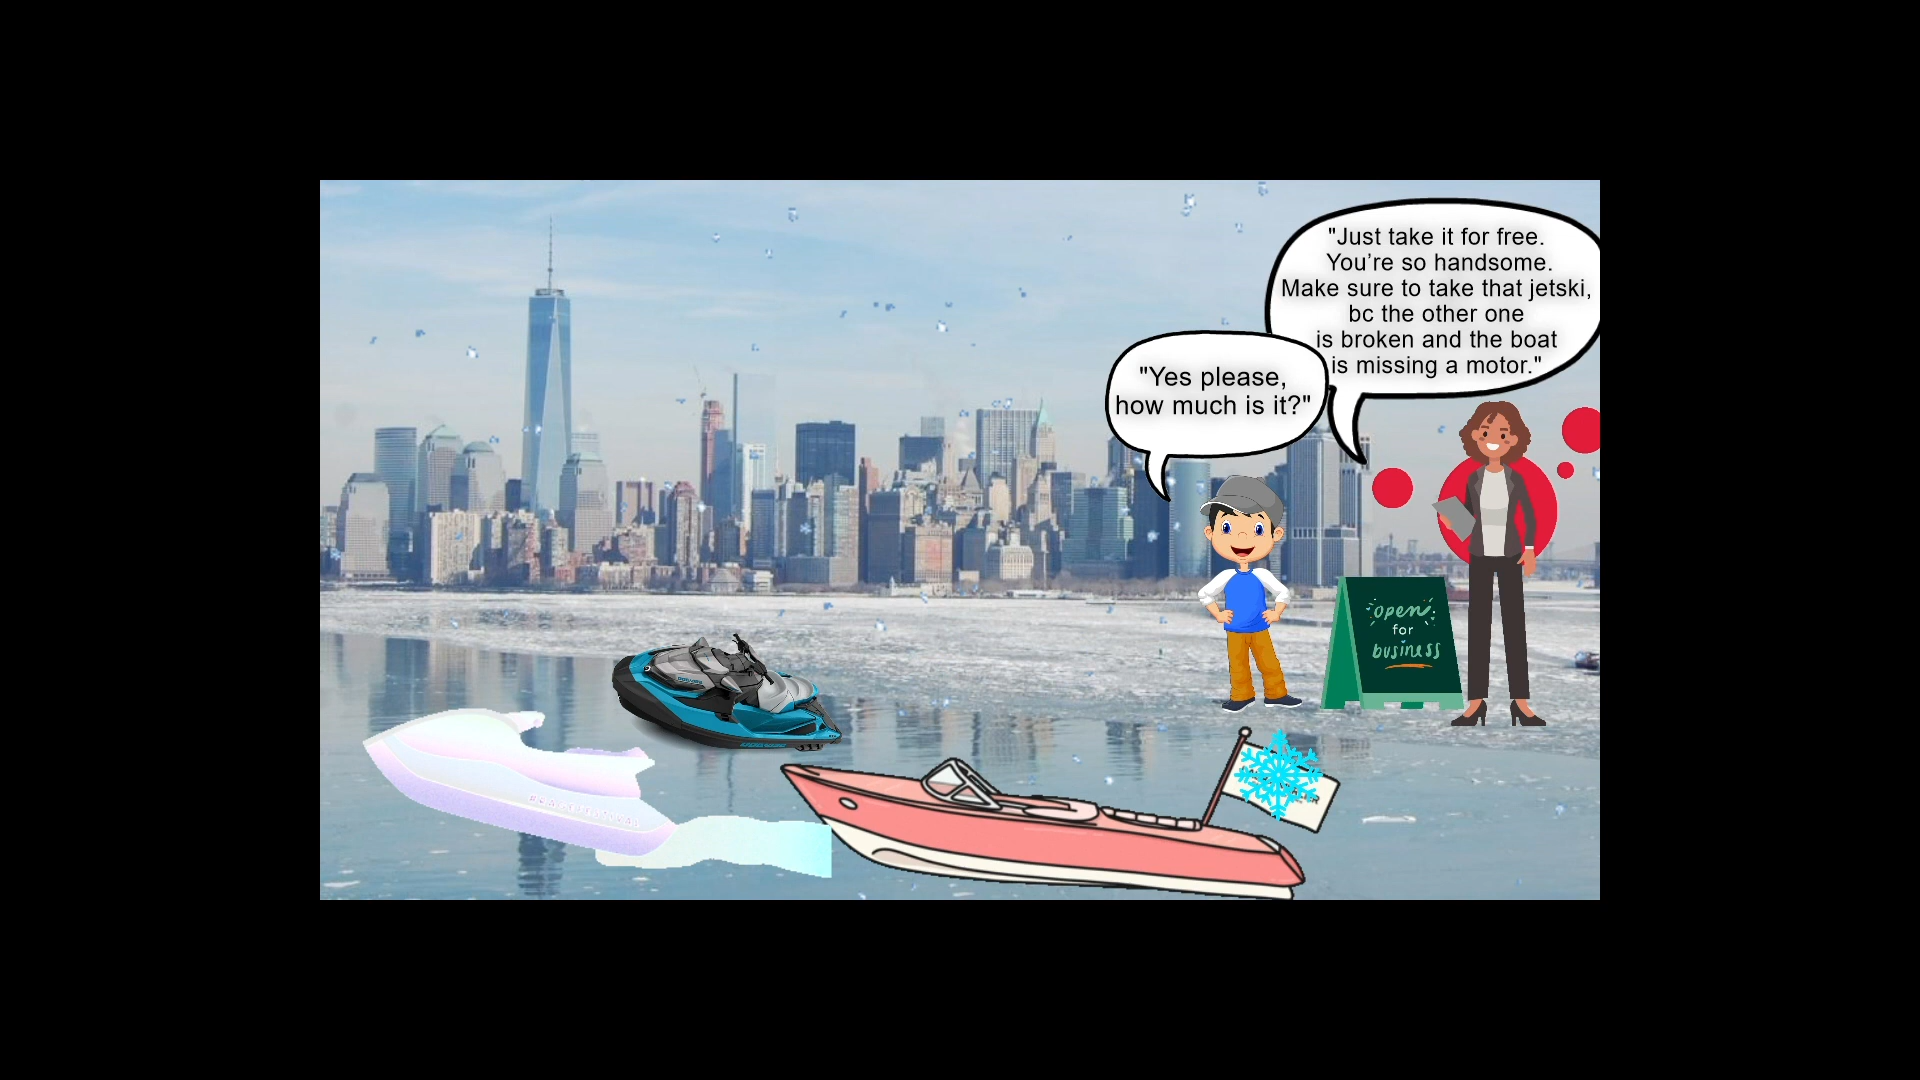 "Just take it for free.
You're so handsome.
Make sure to take that jetski,
bc the other one
is broken and the boat
is missing a motor."
"Yes please,
how much is it?"
open
for
business